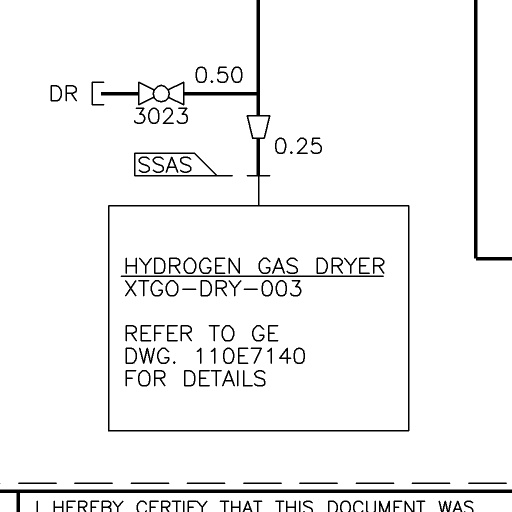 0.50
DR
3023
0.25
SSAS
HYDROGEN GAS DRYER
XTGO-DRY-003
REFER TO GE
DWG. 110E7140
FOR DETAILS
I HEREBY CERTIFY THAT THIS DOCUMENT WAS